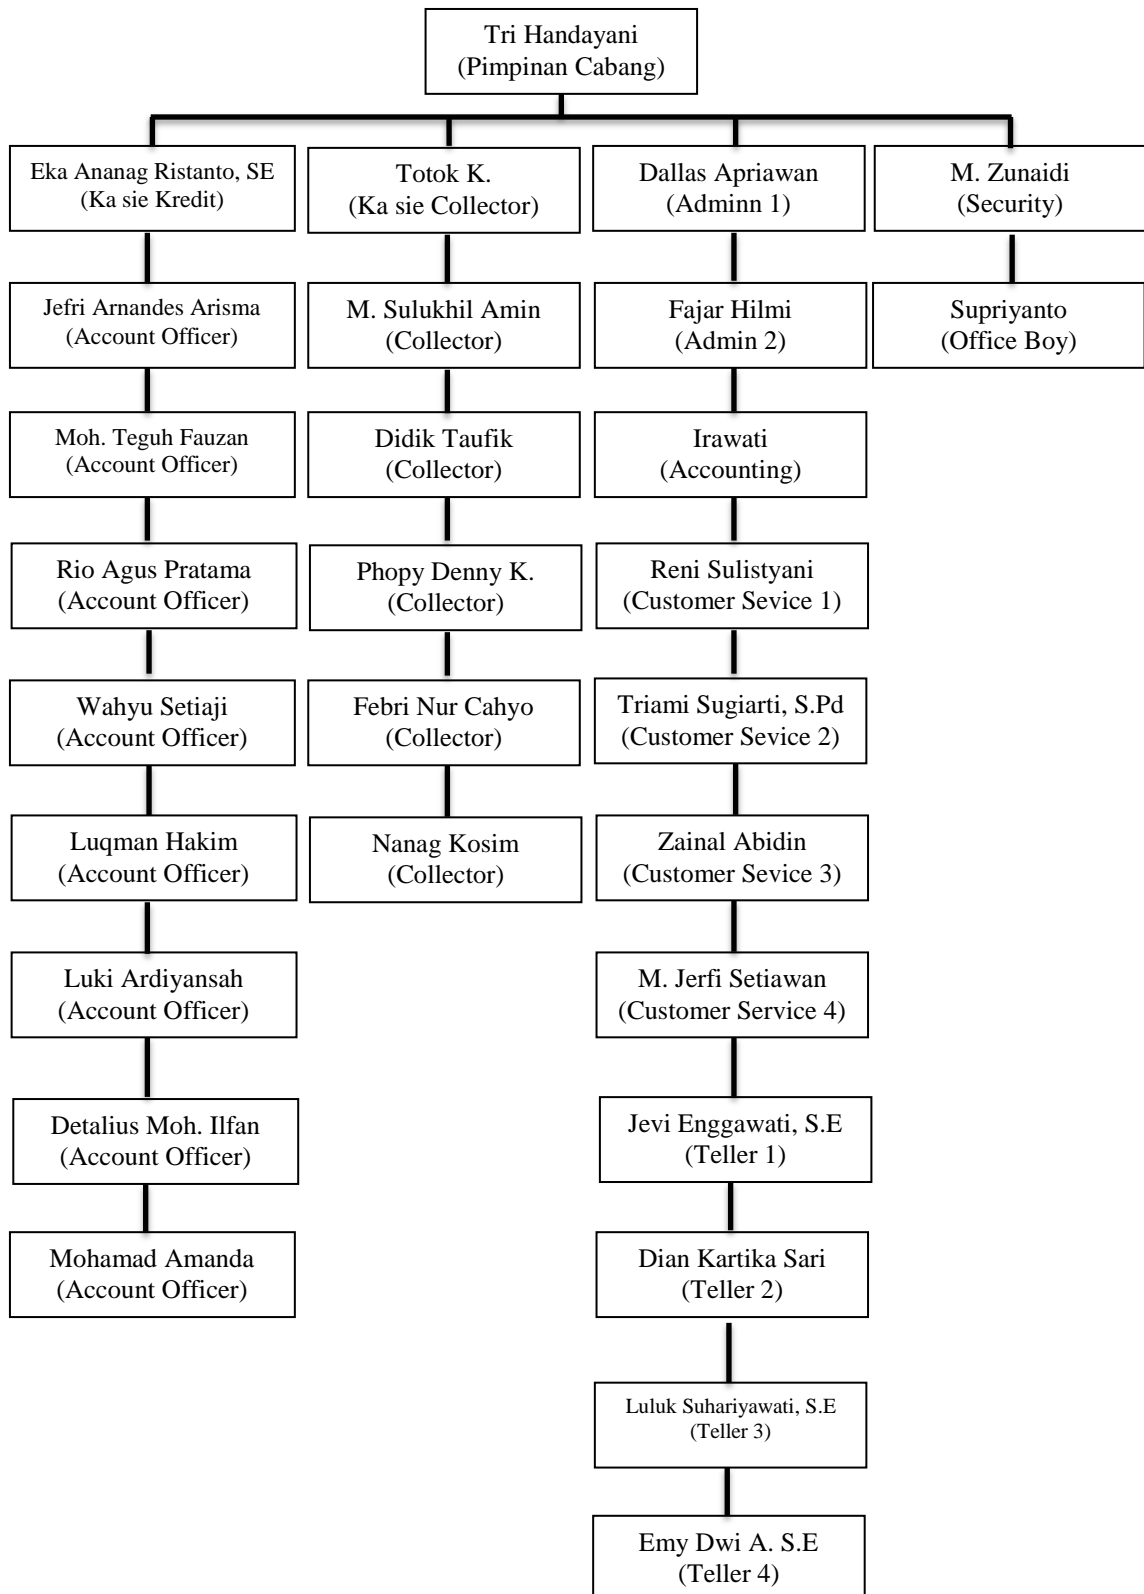 Tri Handayani
(Pimpinan Cabang)
Eka Ananag Ristanto, SE
(Ka sie Kredit)
Totok K.
(Ka sie Collector)
Dallas Apriawan
(Adminn 1)
M. Zunaidi
(Security)
Jefri Arnandes Arisma
(Account Officer)
M. Sulukhil Amin
(Collector)
Fajar Hilmi
(Admin 2)
Supriyanto
(Office Boy)
Moh. Teguh Fauzan
(Account Officer)
Didik Taufik
(Collector)
Irawati
(Accounting)
Rio Agus Pratama
(Account Officer)
Phopy Denny K.
(Collector)
Reni Sulistyani
(Customer Sevice 1)
Wahyu Setiaji
(Account Officer)
Febri Nur Cahyo
(Collector)
Triami Sugiarti, S.Pd
(Customer Sevice 2)
Luqman Hakim
(Account Officer)
Nanag Kosim
(Collector)
Zainal Abidin
(Customer Sevice 3)
Luki Ardiyansah
(Account Officer)
M. Jerfi Setiawan
(Customer Service 4)
Detalius Moh. Ilfan
(Account Officer)
Jevi Enggawati, S.E
(Teller 1)
Mohamad Amanda
(Account Officer)
Dian Kartika Sari
(Teller 2)
Luluk Suhariyawati, S.E
(Teller 3)
Emy Dwi A. S.E
(Teller 4)